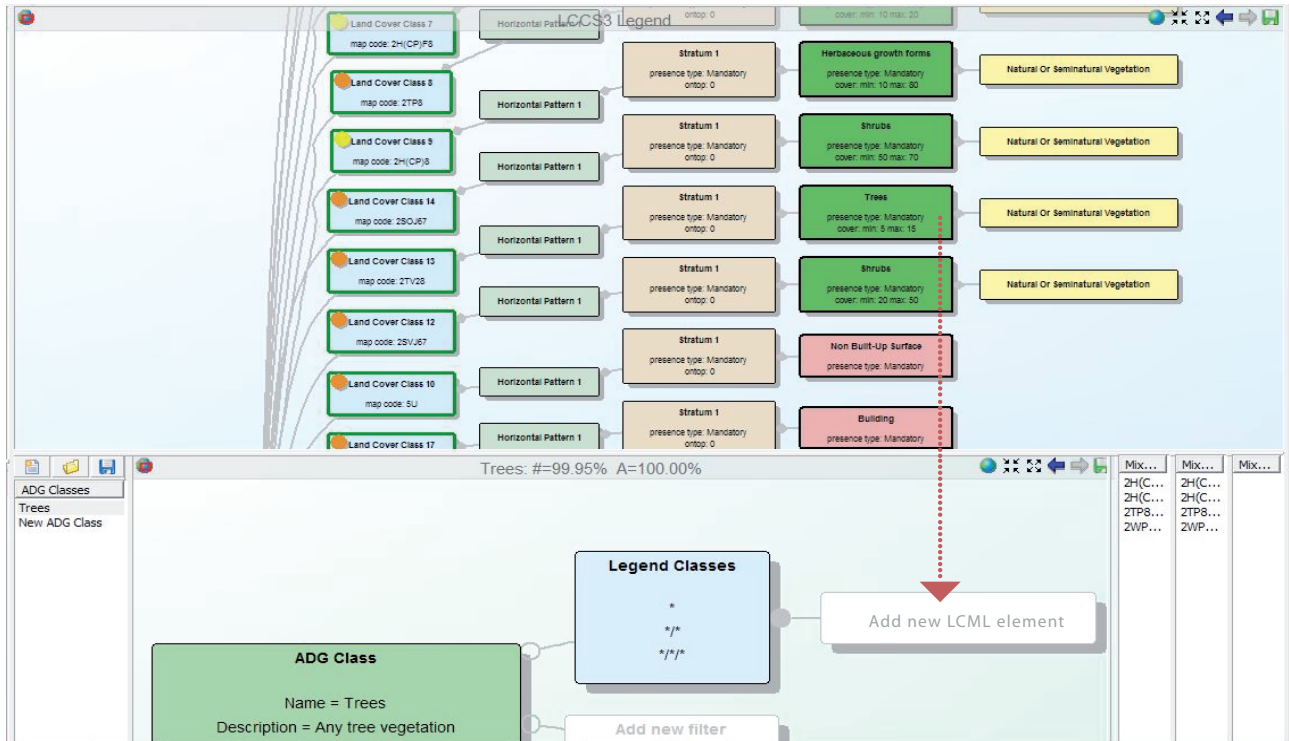 LCCS3 Legend
Land Cover Class 7
map code: 2H(CP)F8
Horizontal Pattern 1
ontop: 0
cover: min: 10 max: 20
Land Cover Class 8
map code: 2TP8
Horizontal Pattern 1
Stratum 1
presence type: Mandatory
ontop: 0
Herbaceous growth forms
presence type: Mandatory
cover: min: 10 max: 80
Natural Or Seminatural Vegetation
Land Cover Class 9
map code: 2H(CP)8
Horizontal Pattern 1
Stratum 1
presence type: Mandatory
ontop: 0
Shrubs
presence type: Mandatory
cover: min: 50 max: 70
Natural Or Seminatural Vegetation
Land Cover Class 14
map code: 2SOJ67
Horizontal Pattern 1
Stratum 1
presence type: Mandatory
ontop: 0
Trees
presence type: Mandatory
cover: min: 5 max: 15
Natural Or Seminatural Vegetation
Land Cover Class 13
map code: 2TV28
Horizontal Pattern 1
Stratum 1
presence type: Mandatory
ontop: 0
Shrubs
presence type: Mandatory
cover: min: 20 max: 50
Natural Or Seminatural Vegetation
Land Cover Class 12
map code: 2SVJ67
Horizontal Pattern 1
Stratum 1
presence type: Mandatory
ontop: 0
Non Built-Up Surface
presence type: Mandatory
Land Cover Class 10
map code: 5U
Horizontal Pattern 1
Stratum 1
presence type: Mandatory
ontop: 0
Building
presence type: Mandatory
Land Cover Class 17
Trees: #=99.95% A=100.00%
ADG Classes
Trees
New ADG Class
Mix... Mix... Mix...
2H(C... 2H(C...
2H(C... 2H(C...
2TP8... 2TP8...
2WP... 2WP...
Legend Classes
*
*/*
*/*/*
Add new LCML element
ADG Class
Name = Trees
Description = Any tree vegetation
Add new filter